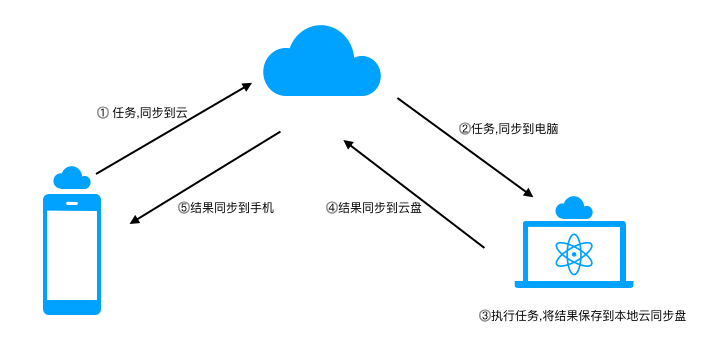 ① 任务,同步到云
②任务,同步到电脑
⑤结果同步到手机
④结果同步到云盘
③执行任务,将结果保存到本地云同步盘